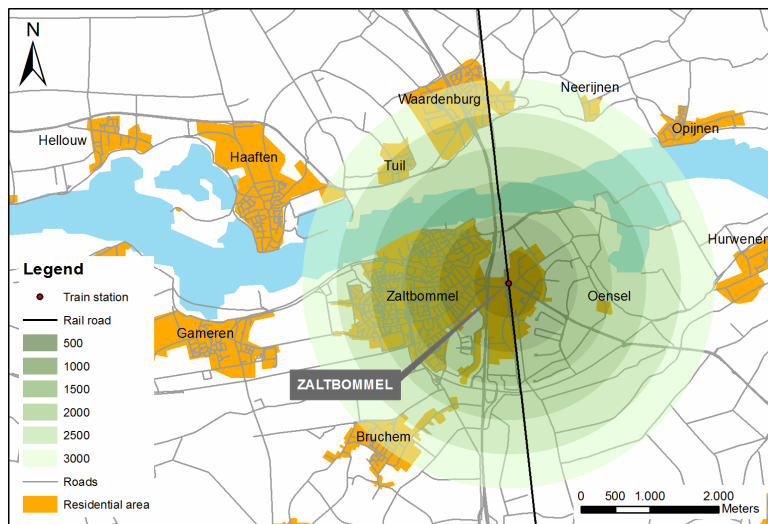 N
Waardenburg
Neerijnen
Opijnen
Hellouw
Haaften
Tuil
Hurwenen
Legend
Train station
Rail road
500
1000
1500
2000
2500
3000
Roads
Residential area
Zaltbommel
Oensel
Gameren
ZALTBOMMEL
Bruchem
0 500 1.000 2.000
Meters